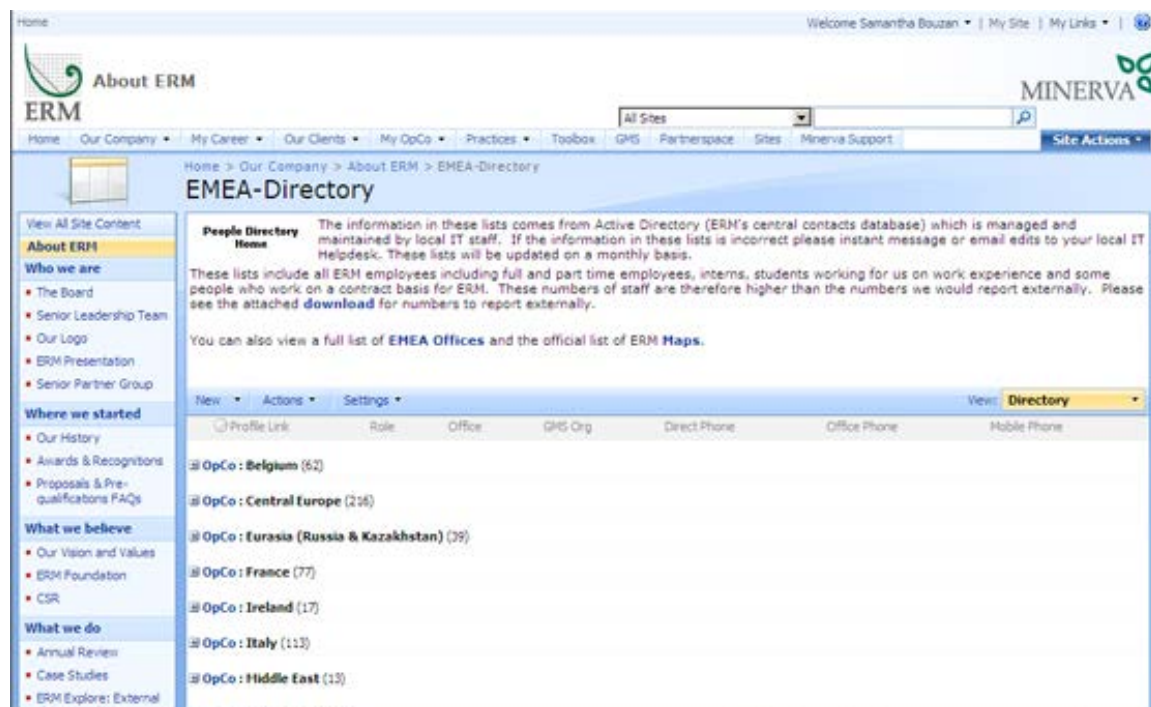 Home
Welcome Samantha Bouzan | My Site | My Links |
About ERM
ERM
MINERVA
All Sites
Home Our Company My Career Our Clients My OpCo Practices Toolbox GMS Partnerspace Sites Minerva Support
Site Actions
Home > Our Company > About ERM > EMEA-Directory
EMEA-Directory
View All Site Content
About ERM
Who we are
The Board
Senior Leadership Team
Our Logo
ERM Presentation
Senior Partner Group
Where we started
Our History
Awards & Recognitions
Proposals & Pre-
qualifications FAQs
What we believe
Our Vision and Values
ERM Foundation
CSR
What we do
Annual Review
Case Studies
ERM Explore: External
People Directory
Home
The information in these lists comes from Active Directory (ERM's central contacts database) which is managed and
maintained by local IT staff. If the information in these lists is incorrect please instant message or email edits to your local IT
Helpdesk. These lists will be updated on a monthly basis.
These lists include all ERM employees including full and part time employees, interns, students working for us on work experience and some
people who work on a contract basis for ERM. These numbers of staff are therefore higher than the numbers we would report externally. Please
see the attached download for numbers to report externally.
You can also view a full list of EMEA Offices and the official list of ERM Maps.
New Actions Settings
View: Directory
Profile Link Role Office GMS Org Direct Phone Office Phone Mobile Phone
OpCo : Belgium (62)
OpCo : Central Europe (216)
OpCo : Eurasia (Russia & Kazakhstan) (39)
OpCo : France (77)
OpCo : Ireland (17)
OpCo : Italy (113)
OpCo : Middle East (13)